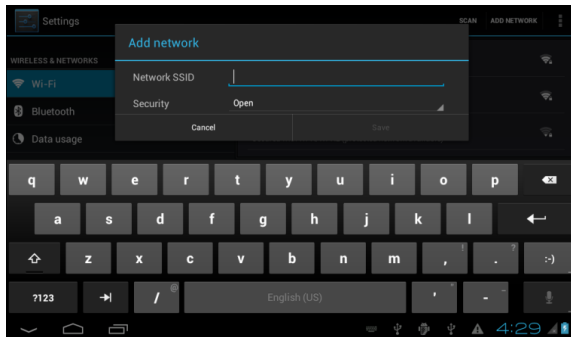 Settings
SCAN ADD NETWORK
Add network
WIRELESS & NETWORKS
Network SSID
Wi-Fi
Security Open
Bluetooth
Cancel Save
Data usage
q w e r t y u i o p
a s d f g h j k l
z x c v b n m , ! . ? :-)
?123 / @ English (US) ' " - _
4:29